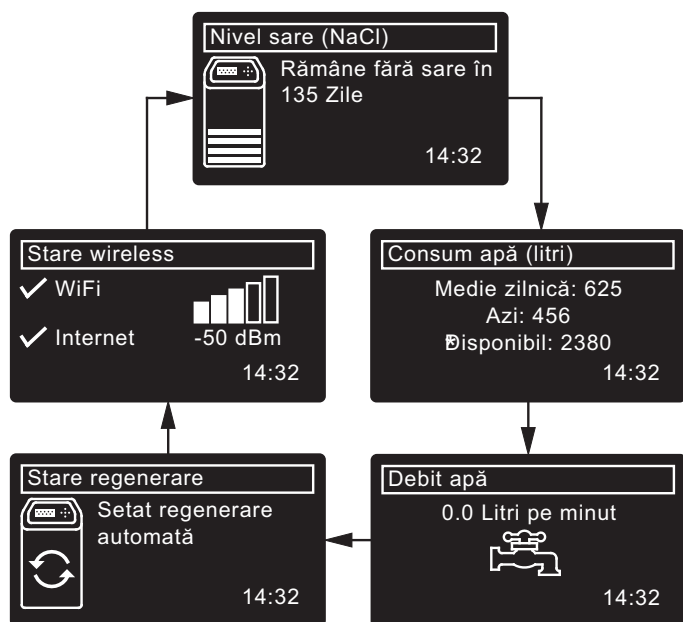 Nivel sare (NaCl)
Rămâne fără sare în
135 Zile
14:32
Stare wireless
WiFi
Internet
-50 dBm
14:32
Consum apă (litri)
Medie zilnică: 625
Azi: 456
*Disponibil: 2380
14:32
Stare regenerare
Setat regenerare
automată
14:32
Debit apă
0.0 Litri pe minut
14:32